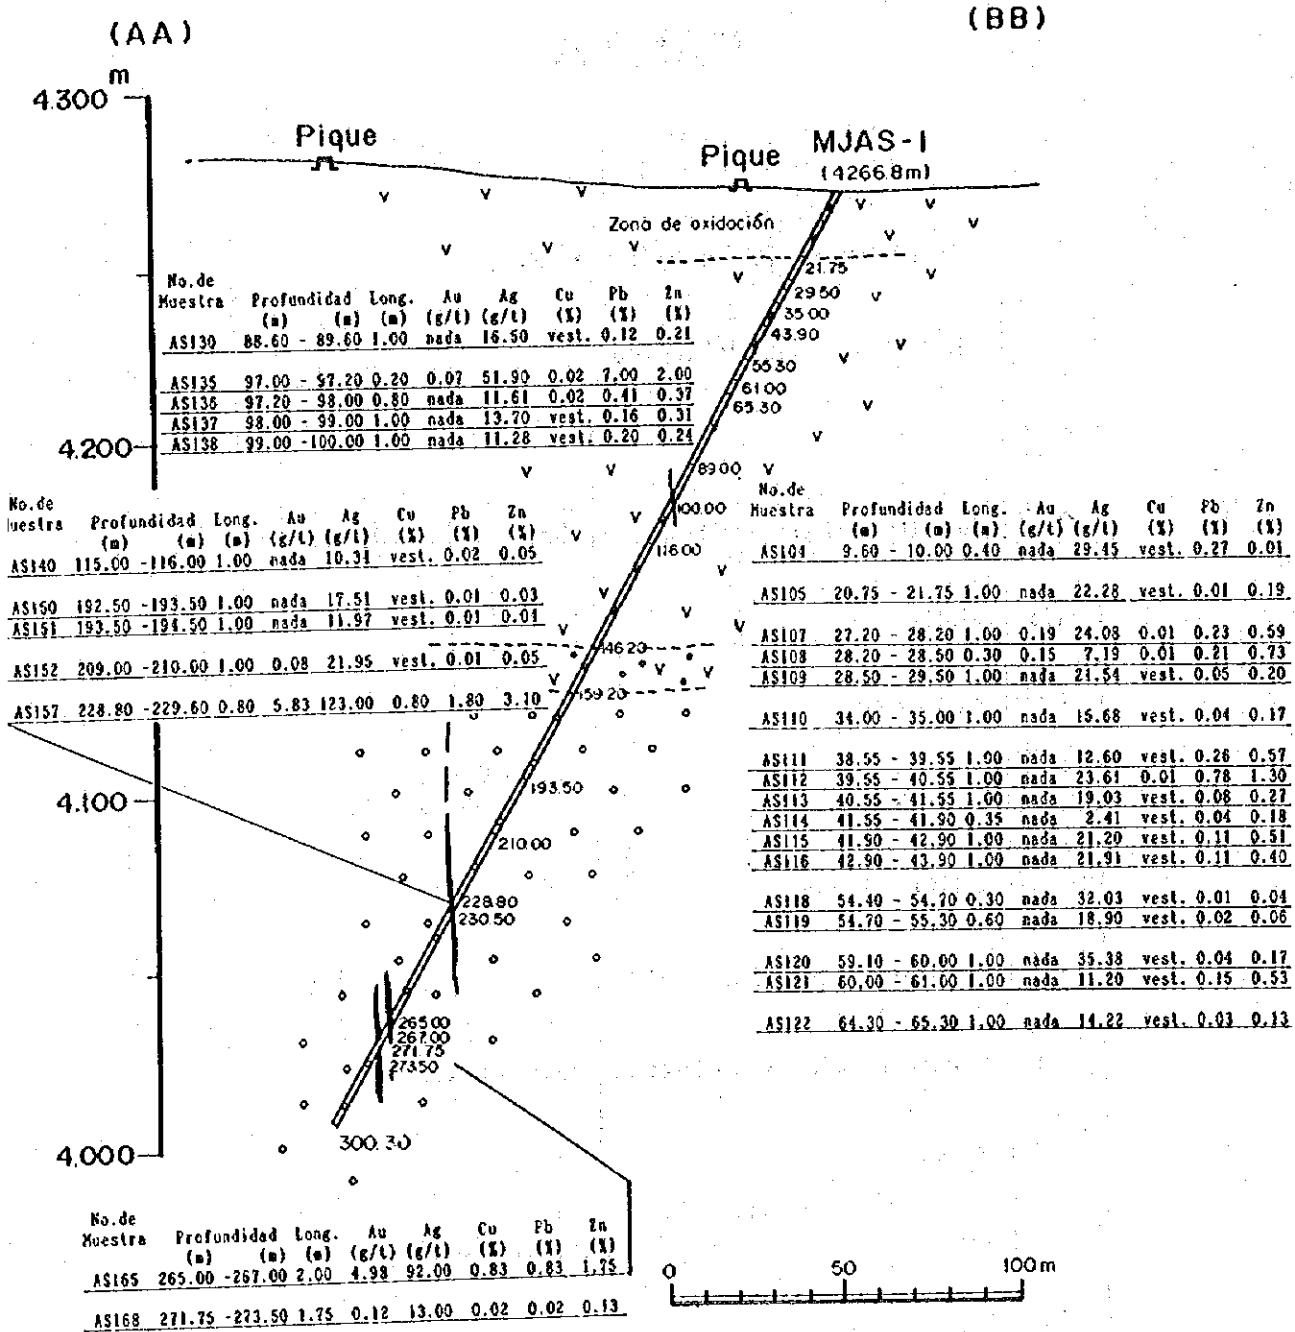 (AA)
(BB)
m
4.300
Pique
Pique
MJAS-1
(4266.8m)
Zona de oxidoción
21.75
29.50
35.00
43.90
55.30
61.00
65.30
89.00
100.00
116.00
146.20
159.20
193.50
210.00
228.80
230.50
265.00
267.00
271.75
273.50
300.30
4.200
4.100
4.000
No.de
Muestra Profundidad Long. Au Ag Cu Pb Zn
(m) (m) (m) (g/t) (g/t) (%) (%) (%)
AS130 88.60 - 89.60 1.00 nada 16.50 vest. 0.12 0.21
AS135 97.00 - 97.20 0.20 0.07 51.90 0.02 7.00 2.00
AS136 97.20 - 98.00 0.80 nada 11.61 0.02 0.41 0.37
AS137 98.00 - 99.00 1.00 nada 13.70 vest. 0.16 0.31
AS138 99.00 -100.00 1.00 nada 11.28 vest. 0.20 0.24
No.de
uestra Profundidad Long. Au Ag Cu Pb Zn
(m) (m) (m) (g/t) (g/t) (%) (%) (%)
AS140 115.00 -116.00 1.00 nada 10.31 vest. 0.02 0.05
AS150 192.50 -193.50 1.00 nada 17.51 vest. 0.01 0.03
AS151 193.50 -194.50 1.00 nada 11.97 vest. 0.01 0.01
AS152 209.00 -210.00 1.00 0.08 21.95 vest. 0.01 0.05
AS157 228.80 -229.60 0.80 5.83 123.00 0.80 1.80 3.10
No.de
Muestra Profundidad Long. Au Ag Cu Pb Zn
(m) (m) (m) (g/t) (g/t) (%) (%) (%)
AS104 9.60 - 10.00 0.40 nada 29.45 vest. 0.27 0.01
AS105 20.75 - 21.75 1.00 nada 22.28 vest. 0.01 0.19
AS107 27.20 - 28.20 1.00 0.19 24.08 0.01 0.23 0.59
AS108 28.20 - 28.50 0.30 0.15 7.19 0.01 0.21 0.73
AS109 28.50 - 29.50 1.00 nada 21.54 vest. 0.05 0.20
AS110 34.00 - 35.00 1.00 nada 15.68 vest. 0.04 0.17
AS111 38.55 - 39.55 1.00 nada 12.60 vest. 0.26 0.57
AS112 39.55 - 40.55 1.00 nada 23.61 0.01 0.78 1.30
AS113 40.55 - 41.55 1.00 nada 19.03 vest. 0.08 0.27
AS114 41.55 - 41.90 0.35 nada 2.41 vest. 0.04 0.18
AS115 41.90 - 42.90 1.00 nada 21.20 vest. 0.11 0.51
AS116 42.90 - 43.90 1.00 nada 21.91 vest. 0.11 0.40
AS118 54.40 - 54.70 0.30 nada 32.03 vest. 0.01 0.04
AS119 54.70 - 55.30 0.60 nada 18.90 vest. 0.02 0.06
AS120 59.10 - 60.00 1.00 nada 35.38 vest. 0.04 0.17
AS121 60.00 - 61.00 1.00 nada 11.20 vest. 0.15 0.53
AS122 64.30 - 65.30 1.00 nada 14.22 vest. 0.03 0.13
No.de
Muestra Profundidad Long. Au Ag Cu Pb Zn
(m) (m) (m) (g/t) (g/t) (%) (%) (%)
AS165 265.00 -267.00 2.00 4.98 92.00 0.83 0.83 1.75
AS168 271.75 -273.50 1.75 0.12 13.00 0.02 0.02 0.13
0 50 100m